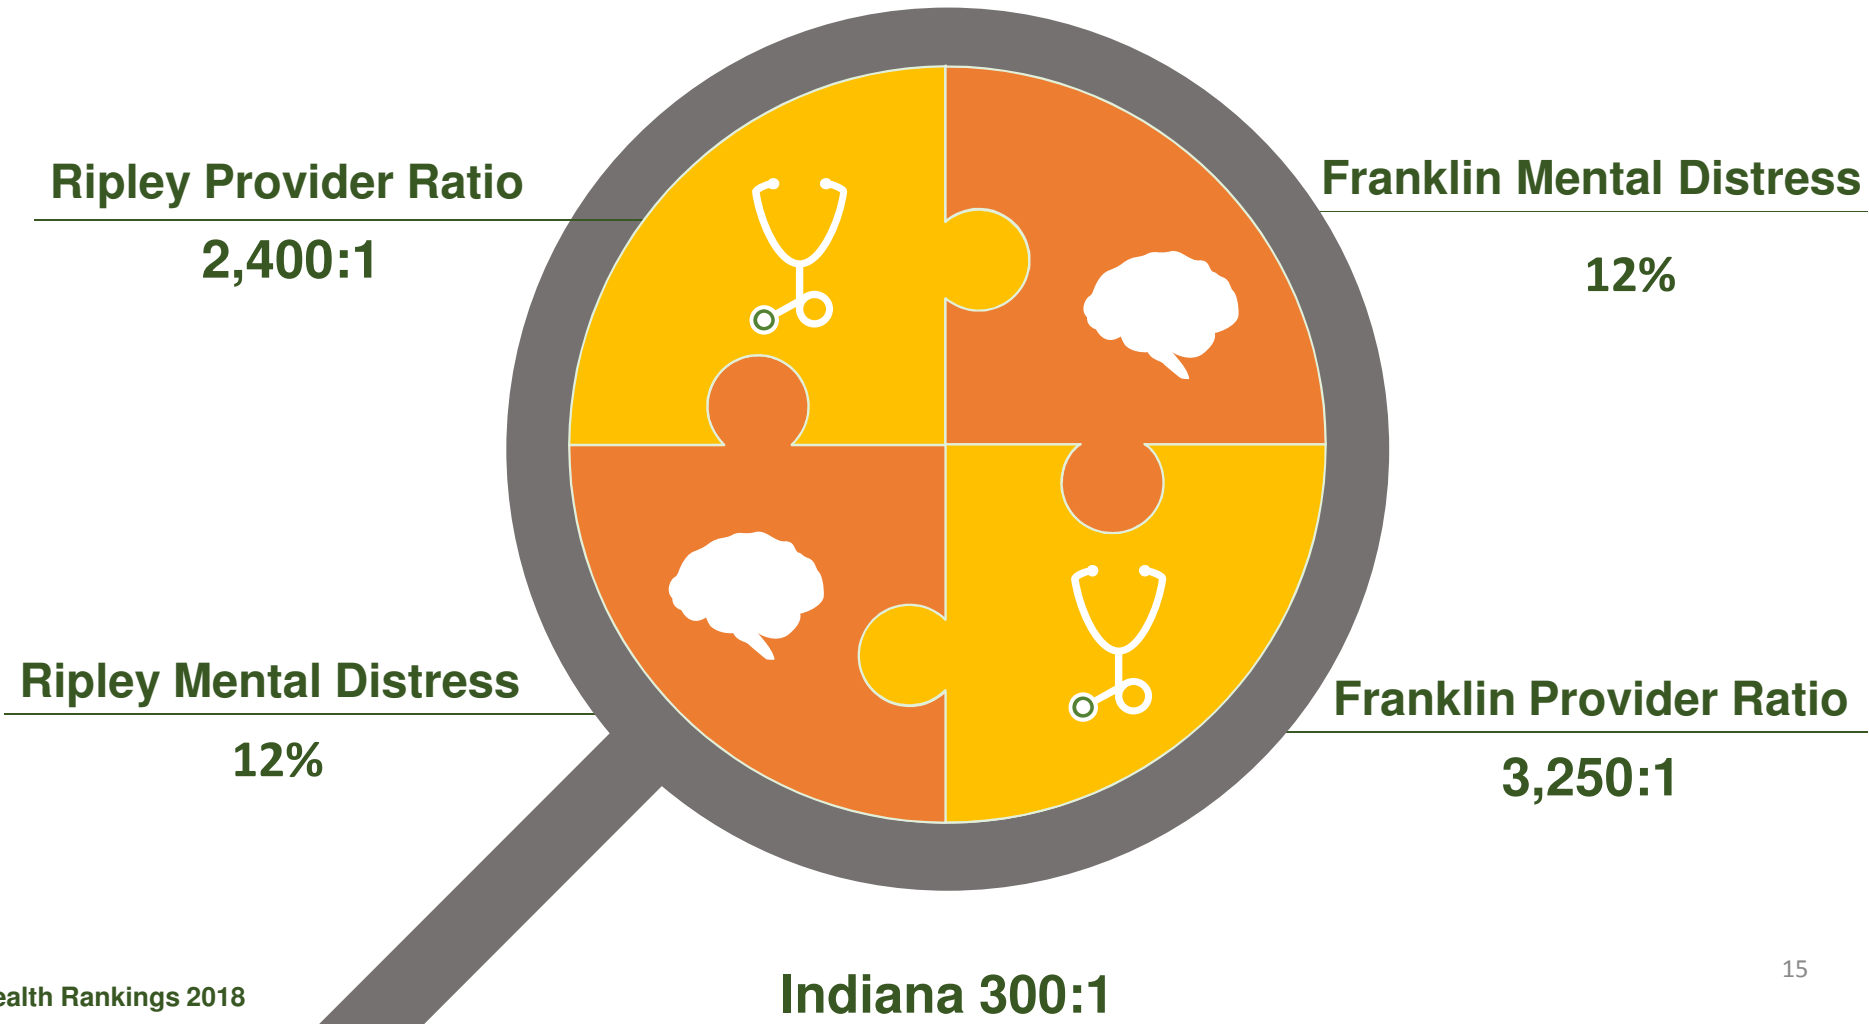 Ripley Provider Ratio
2,400:1
Franklin Mental Distress
12%
Ripley Mental Distress
12%
Franklin Provider Ratio
3,250:1
Indiana 300:1
Health Rankings 2018
15